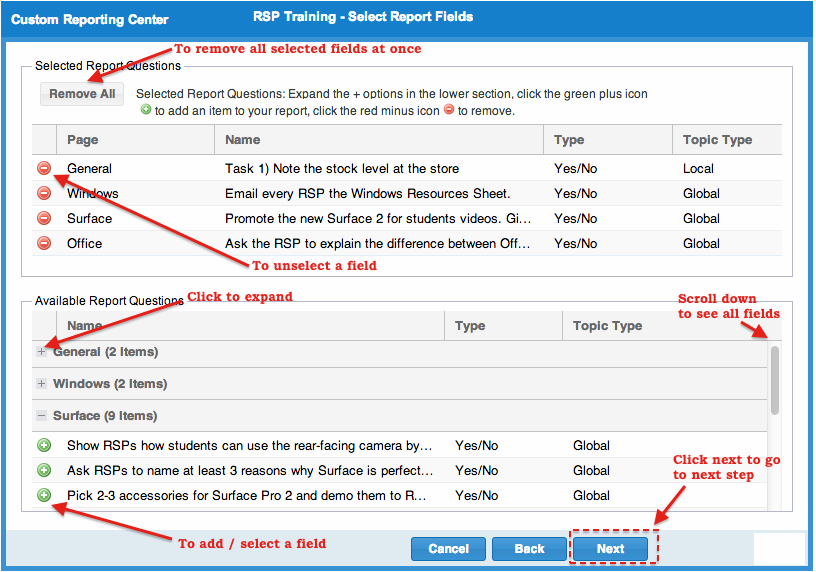 Custom Reporting Center
RSP Training - Select Report Fields
To remove all selected fields at once
Selected Report Questions
Remove All
Selected Report Questions: Expand the + options in the lower section, click the green plus icon
to add an item to your report, click the red minus icon to remove.
Page Name Type Topic Type
General Task 1) Note the stock level at the store Yes/No Local
Windows Email every RSP the Windows Resources Sheet. Yes/No Global
Surface Promote the new Surface 2 for students videos. Gi... Yes/No Global
Office Ask the RSP to explain the difference between Off... Yes/No Global
To unselect a field
Click to expand
Available Report Questions
Scroll down
to see all fields
Name Type Topic Type
General (2 Items)
Windows (2 Items)
Surface (9 Items)
Show RSPs how students can use the rear-facing camera by... Yes/No Global
Ask RSPs to name at least 3 reasons why Surface is perfect... Yes/No Global
Pick 2-3 accessories for Surface Pro 2 and demo them to R... Yes/No Global
Click next to go
to next step
To add / select a field
Cancel Back Next